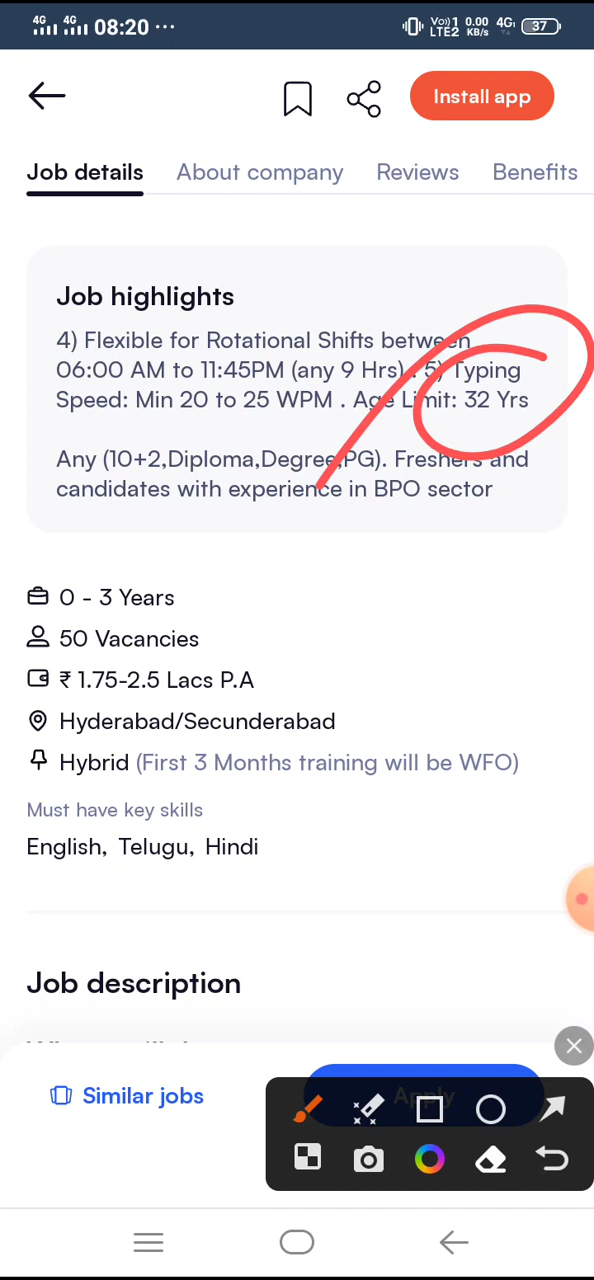 4G 4G 08:20 ... Vo)) 1 LTE2 0.00 KB/s 4G 37
Install app
Job details About company Reviews Benefits
Job highlights
4) Flexible for Rotational Shifts between
06:00 AM to 11:45PM (any 9 Hrs) . 5) Typing
Speed: Min 20 to 25 WPM . Age Limit: 32 Yrs
Any (10+2,Diploma,Degree,PG). Freshers and
candidates with experience in BPO sector
0 - 3 Years
50 Vacancies
₹ 1.75-2.5 Lacs P.A
Hyderabad/Secunderabad
Hybrid (First 3 Months training will be WFO)
Must have key skills
English, Telugu, Hindi
Job description
Similar jobs Apply